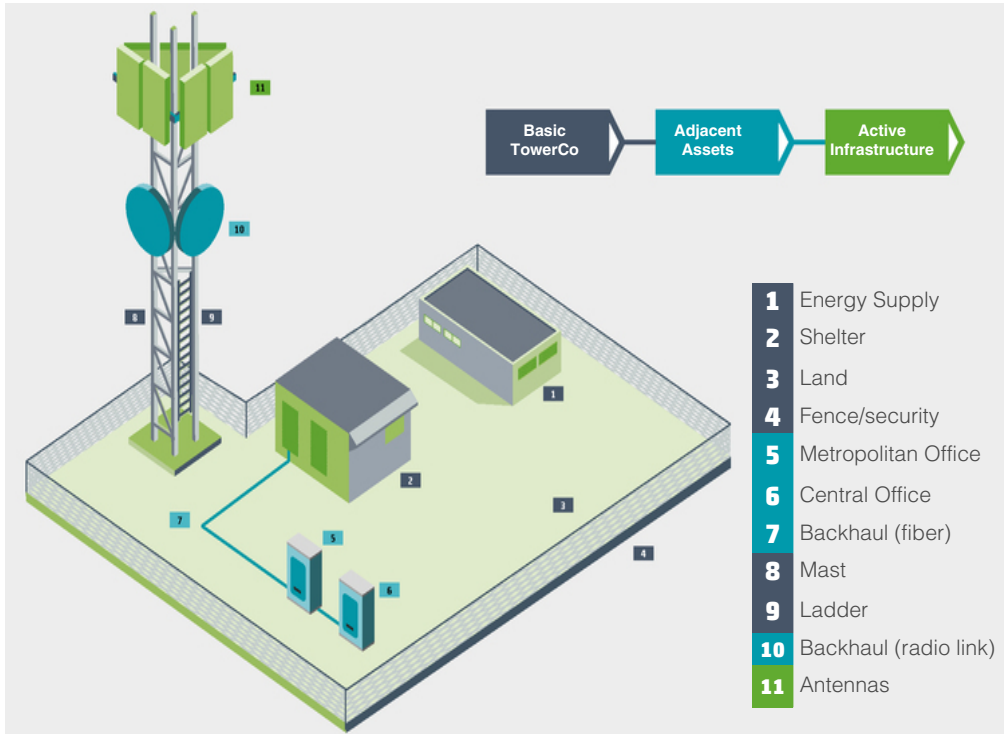 11
Basic
TowerCo
Adjacent
Assets
Active
Infrastructure
10
8
9
1
2
3
7
5
4
6
1 Energy Supply
2 Shelter
3 Land
4 Fence/security
5 Metropolitan Office
6 Central Office
7 Backhaul (fiber)
8 Mast
9 Ladder
10 Backhaul (radio link)
11 Antennas